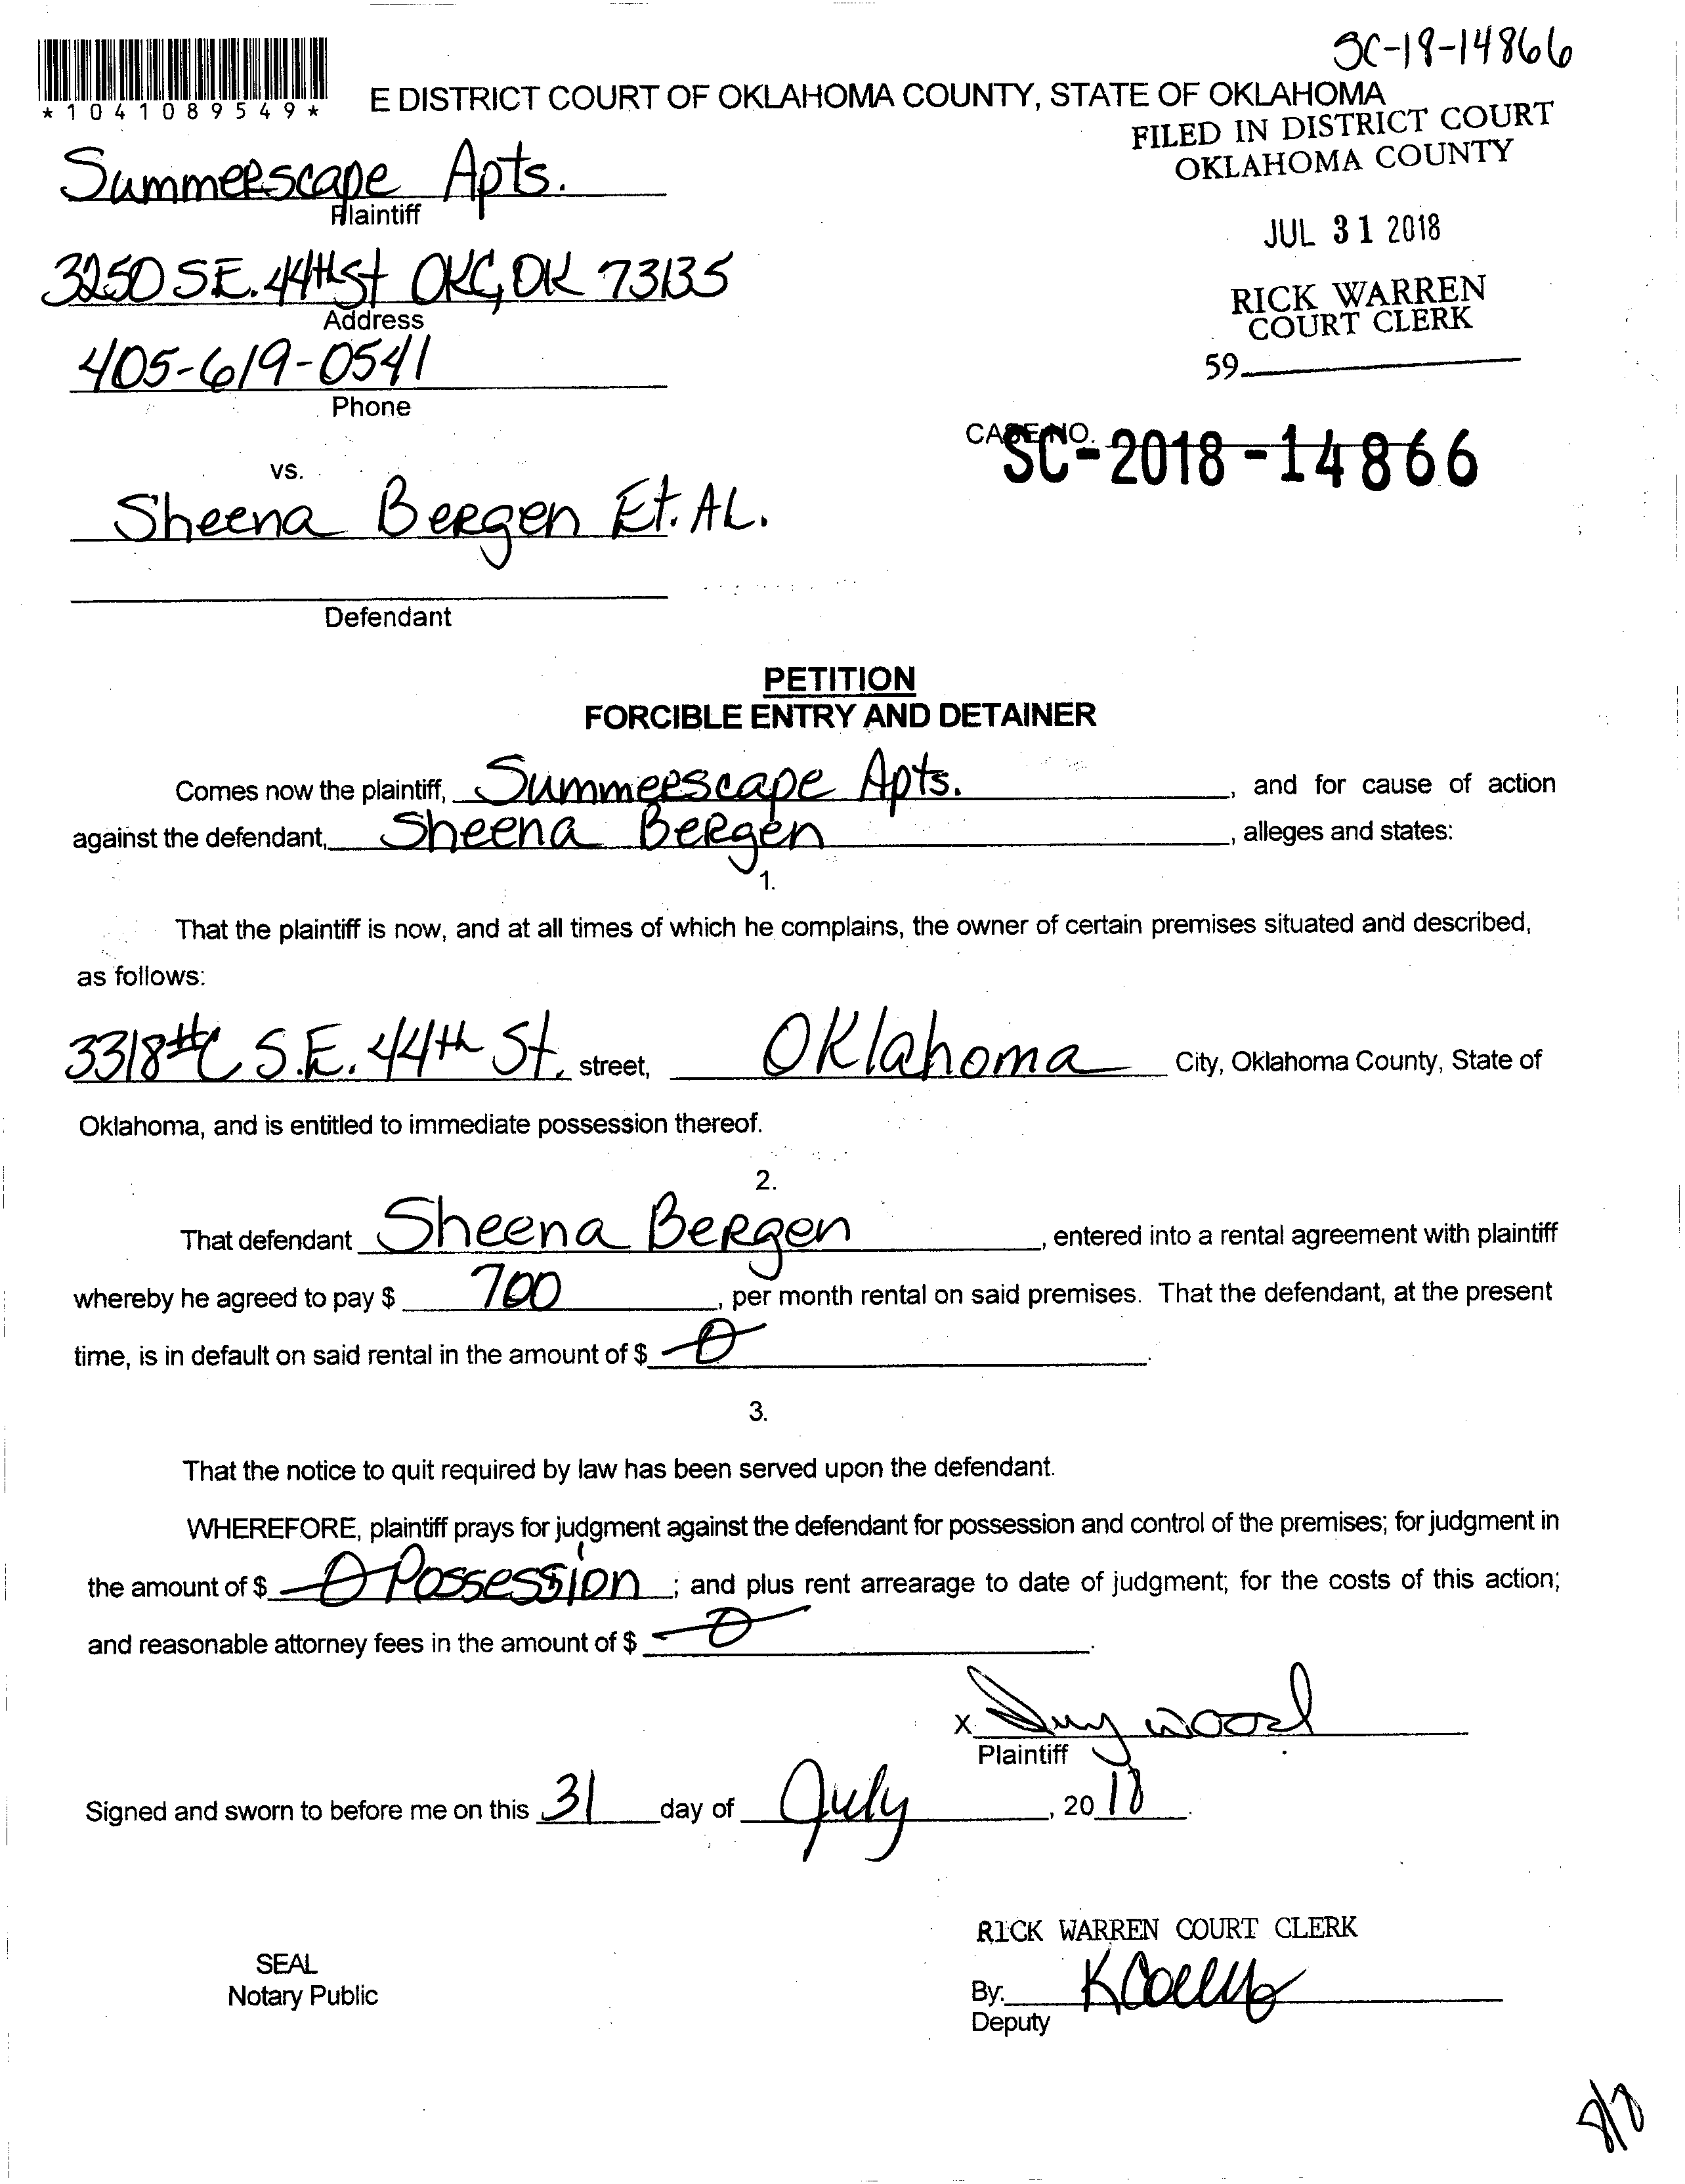 SC-18-14866
*1041089549*
E DISTRICT COURT OF OKLAHOMA COUNTY, STATE OF OKLAHOMA
FILED IN DISTRICT COURT
OKLAHOMA COUNTY
Summerscape Apts.
Plaintiff
JUL 31 2018
3250 S.E. 44th St OKC, OK 73135
Address
RICK WARREN
COURT CLERK
405-619-0541
59
Phone
CASE NO.
SC-2018-14866
vs.
Sheena Bergen Et. AL.
Defendant
PETITION
FORCIBLE ENTRY AND DETAINER
Comes now the plaintiff, Summerscape Apts. , and for cause of action
against the defendant, Sheena Bergen , alleges and states:
1.
That the plaintiff is now, and at all times of which he complains, the owner of certain premises situated and described,
as follows:
3318#C S.E. 44th St. street, Oklahoma City, Oklahoma County, State of
Oklahoma, and is entitled to immediate possession thereof.
2.
That defendant Sheena Bergen , entered into a rental agreement with plaintiff
whereby he agreed to pay $ 700 , per month rental on said premises. That the defendant, at the present
time, is in default on said rental in the amount of $ 0 .
3.
That the notice to quit required by law has been served upon the defendant.
WHEREFORE, plaintiff prays for judgment against the defendant for possession and control of the premises; for judgment in
the amount of $ 0 Possession ; and plus rent arrearage to date of judgment; for the costs of this action;
and reasonable attorney fees in the amount of $ 0 .
X wood
Plaintiff
Signed and sworn to before me on this 31 day of July , 20 18 .
RICK WARREN COURT CLERK
SEAL
Notary Public
By:
Deputy